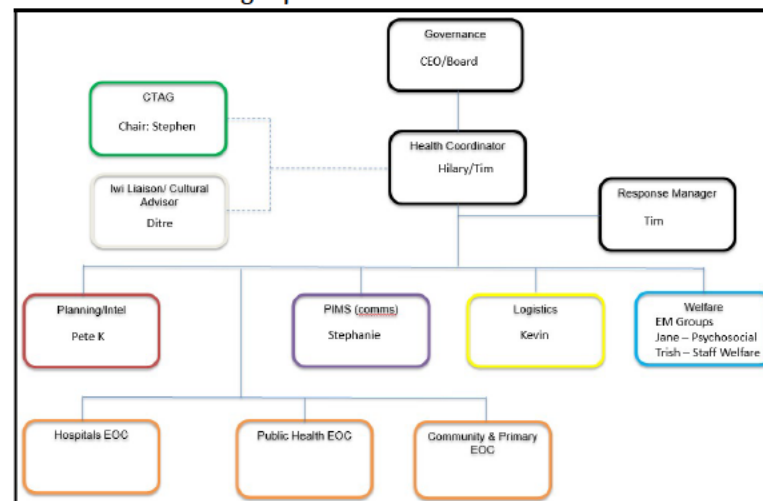 Governance
CEO/Board
CTAG
Chair: Stephen
Health Coordinator
Hilary/Tim
Iwi Liaison/ Cultural
Advisor
Ditre
Response Manager
Tim
Planning/Intel
Pete K
PIMS (comms)
Stephanie
Logistics
Kevin
Welfare
EM Groups
Jane – Psychosocial
Trish – Staff Welfare
Hospitals EOC
Public Health EOC
Community & Primary
EOC